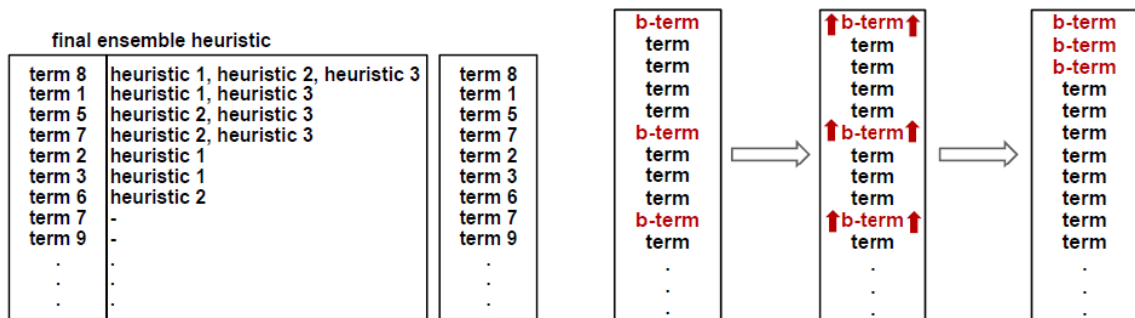 final ensemble heuristic
term 8 heuristic 1, heuristic 2, heuristic 3
term 1 heuristic 1, heuristic 3
term 5 heuristic 2, heuristic 3
term 7 heuristic 2, heuristic 3
term 2 heuristic 1
term 3 heuristic 1
term 6 heuristic 2
term 7 -
term 9 -
. .
. .
. .
term 8
term 1
term 5
term 7
term 2
term 3
term 6
term 7
term 9
.
.
.
b-term
term
term
term
term
b-term
term
term
term
b-term
term
.
.
.
b-term
term
term
term
term
b-term
term
term
term
b-term
term
.
.
.
b-term
b-term
b-term
term
term
term
term
term
term
term
term
.
.
.